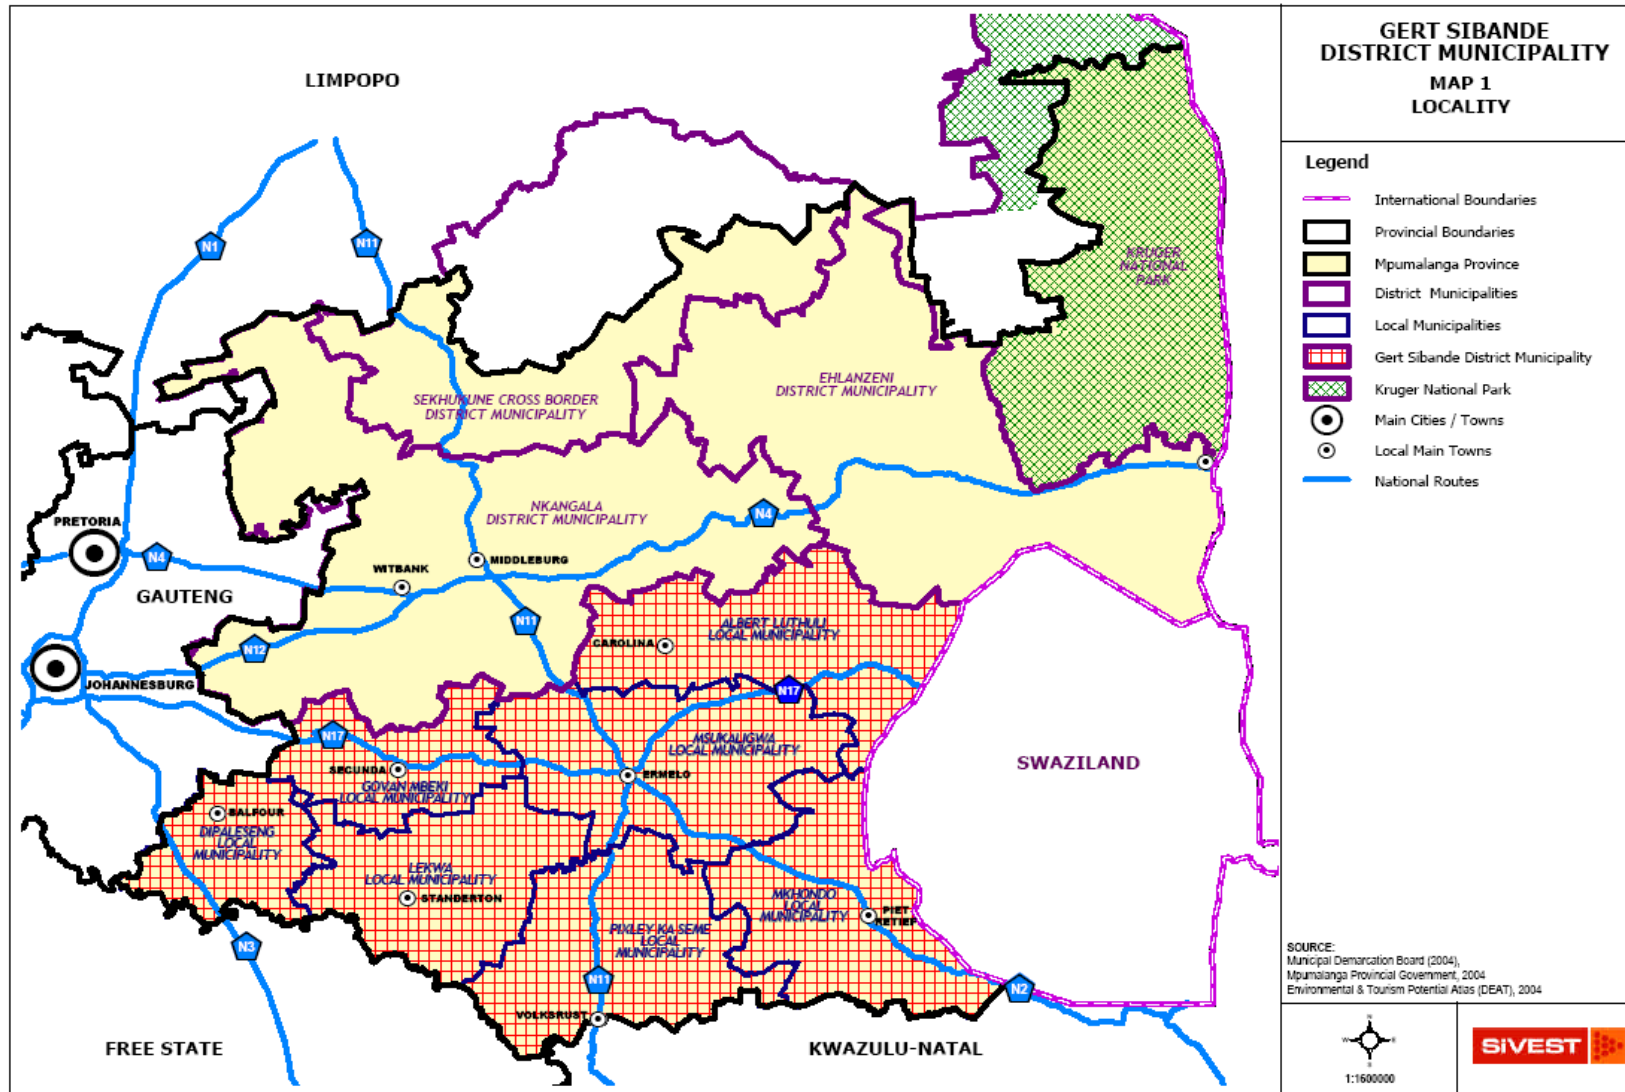 GERT SIBANDE
DISTRICT MUNICIPALITY
MAP 1
LOCALITY
Legend
International Boundaries
Provincial Boundaries
Mpumalanga Province
District Municipalities
Local Municipalities
Gert Sibande District Municipality
Kruger National Park
Main Cities / Towns
Local Main Towns
National Routes
LIMPOPO
N1
N11
KRUGER
NATIONAL
PARK
EHLANZENI
DISTRICT MUNICIPALITY
SEKHUKUNE CROSS BORDER
DISTRICT MUNICIPALITY
NKANGALA
DISTRICT MUNICIPALITY
N4
PRETORIA
N4
MIDDLEBURG
WITBANK
GAUTENG
N11
N12
ALBERT LUTHULI
LOCAL MUNICIPALITY
CAROLINA
JOHANNESBURG
N17
N17
MSUKALIGWA
LOCAL MUNICIPALITY
SECUNDA
GOVAN MBEKI
LOCAL MUNICIPALITY
ERMELO
SWAZILAND
BALFOUR
DIPALESENG
LOCAL
MUNICIPALITY
LEKWA
LOCAL MUNICIPALITY
STANDERTON
MKHONDO
LOCAL
MUNICIPALITY
PIET
RETIEF
PIXLEY KA SEME
LOCAL
MUNICIPALITY
N3
N11
N2
VOLKSRUST
FREE STATE
KWAZULU-NATAL
SOURCE:
Municipal Demarcation Board (2004),
Mpumalanga Provincial Government, 2004
Environmental & Tourism Potential Atlas (DEAT), 2004
N
W E
S
1:1600000
SiVEST